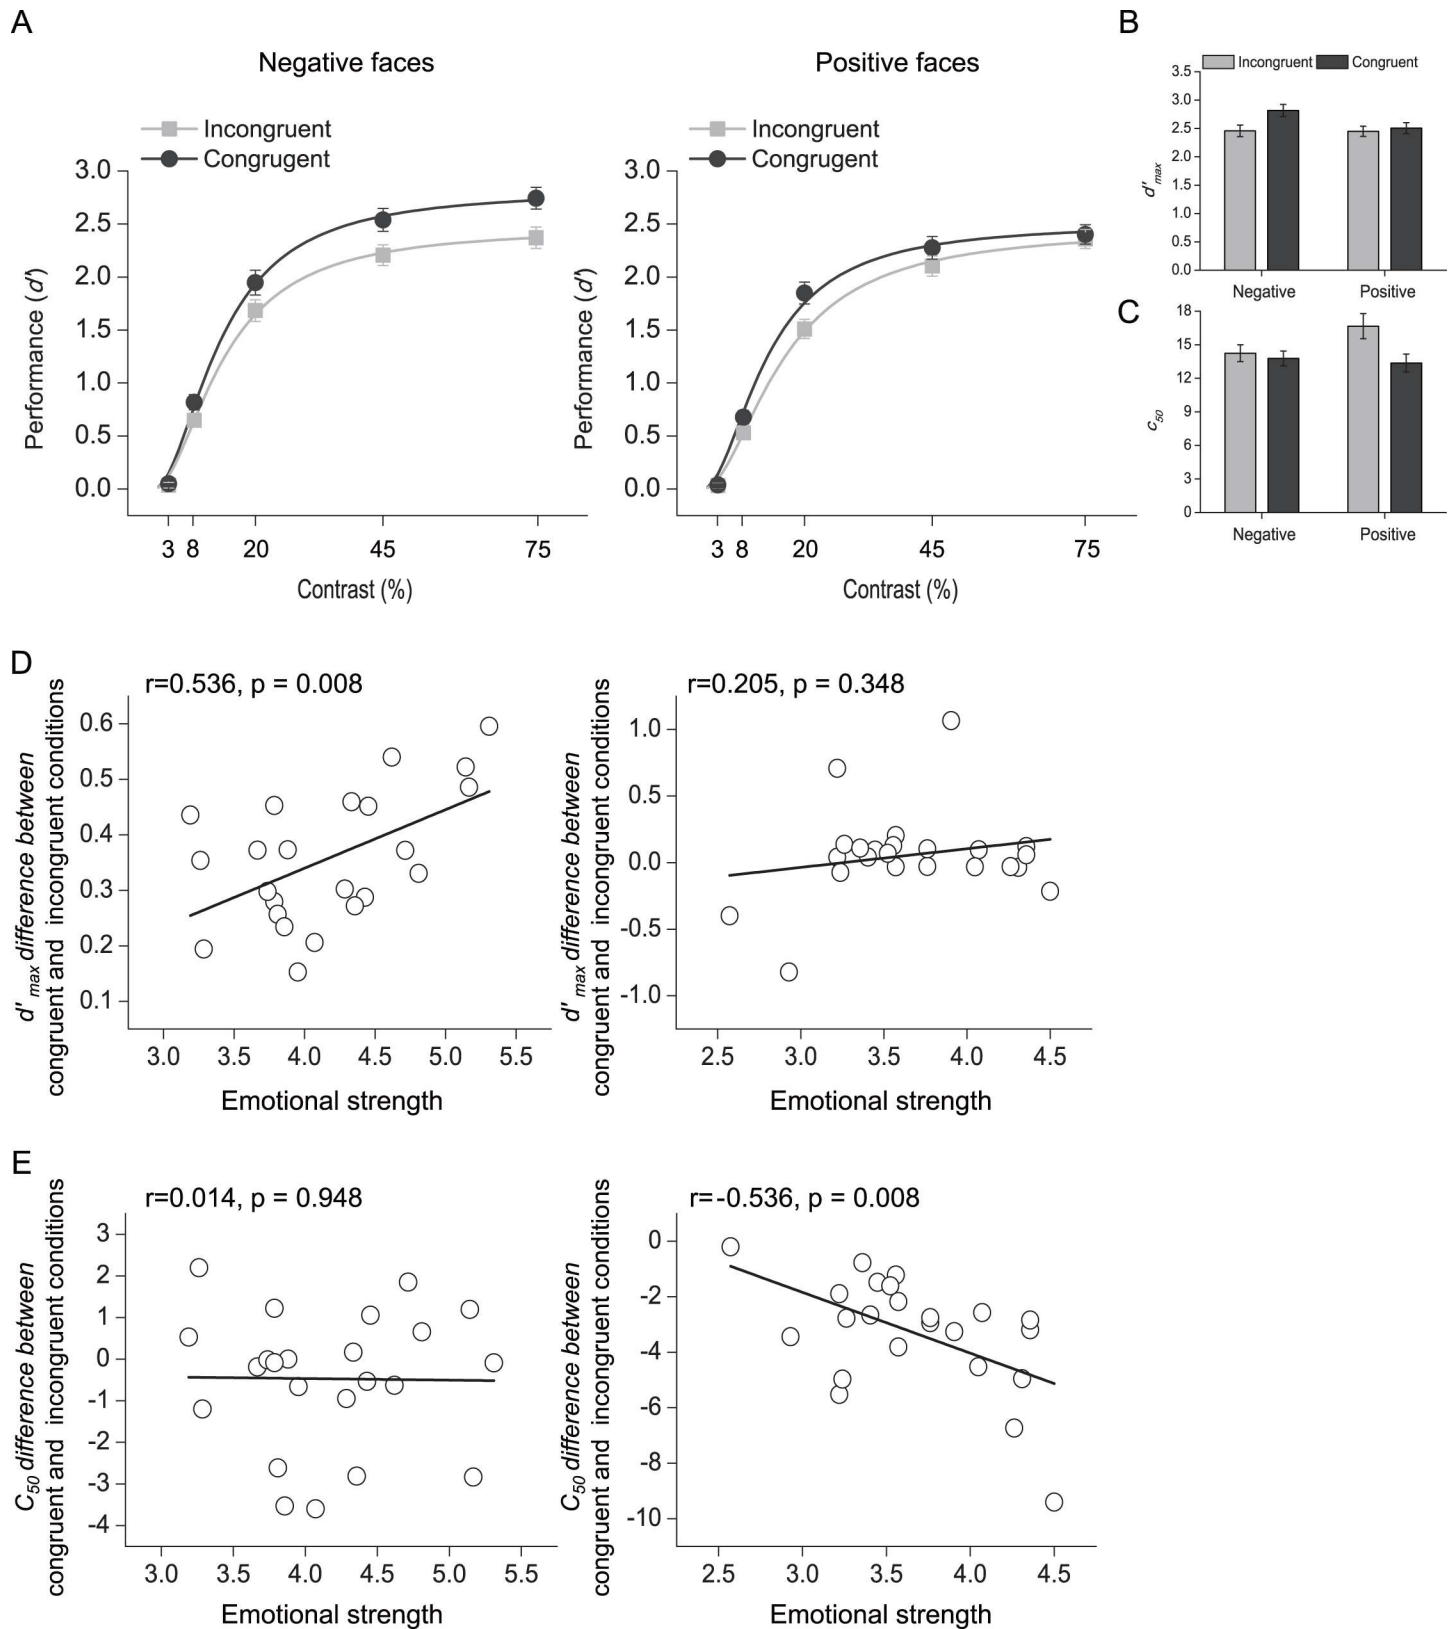 A
Negative faces
Incongruent
Congrugent
3.0
2.5
2.0
1.5
1.0
0.5
0.0
Performance (d')
3 8 20 45 75
Contrast (%)
Positive faces
Incongruent
Congrugent
3.0
2.5
2.0
1.5
1.0
0.5
0.0
Performance (d')
3 8 20 45 75
Contrast (%)
B
Incongruent Congruent
3.5
3.0
2.5
2.0
1.5
1.0
0.5
0.0
d'max
Negative Positive
C
18
15
12
9
6
3
0
c50
Negative Positive
D
r=0.536, p = 0.008
0.6
0.5
0.4
0.3
0.2
0.1
d' max difference between
congruent and incongruent conditions
3.0 3.5 4.0 4.5 5.0 5.5
Emotional strength
r=0.205, p = 0.348
1.0
0.5
0.0
-0.5
-1.0
d' max difference between
congruent and incongruent conditions
2.5 3.0 3.5 4.0 4.5
Emotional strength
E
r=0.014, p = 0.948
3
2
1
0
-1
-2
-3
-4
C50 difference between
congruent and incongruent conditions
3.0 3.5 4.0 4.5 5.0 5.5
Emotional strength
r=-0.536, p = 0.008
0
-2
-4
-6
-8
-10
C50 difference between
congruent and incongruent conditions
2.5 3.0 3.5 4.0 4.5
Emotional strength